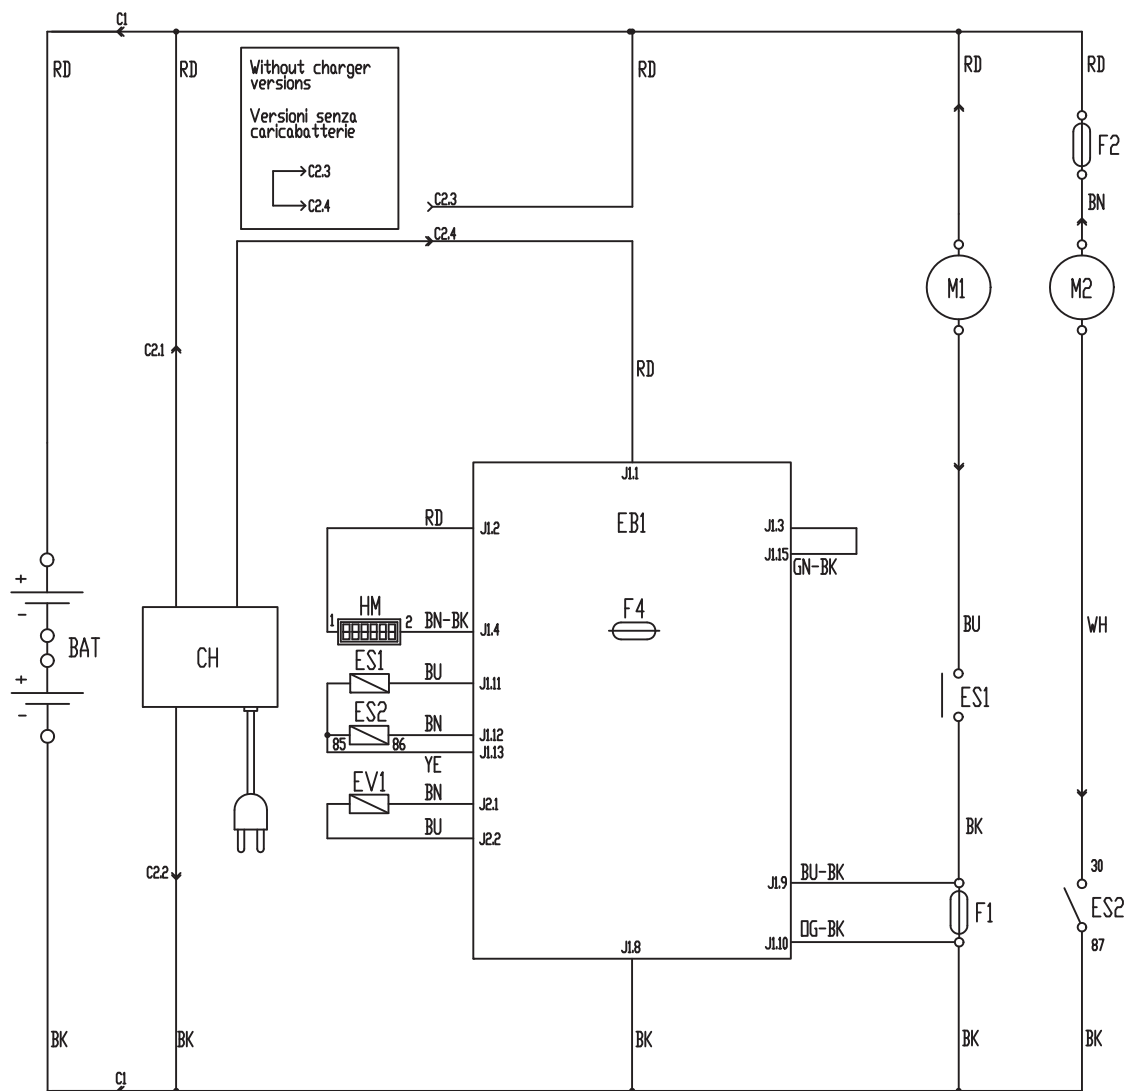 C1
RD
RD
Without charger
versions
Versioni senza
caricabatterie
C2.3
C2.4
RD
RD
RD
F2
BN
C2.3
C2.4
M1
M2
C2.1
RD
J1.1
EB1
RD
J1.2
J1.3
J1.15
GN-BK
F4
+
-
BAT
+
-
CH
HM
1
2
BN-BK
J1.4
ES1
BU
J1.11
ES2
BN
J1.12
85
86
J1.13
YE
EV1
BN
J2.1
BU
J2.2
BU
WH
ES1
BK
C2.2
J1.9
BU-BK
F1
J1.10
OG-BK
30
ES2
87
J1.8
BK
BK
BK
BK
BK
C1